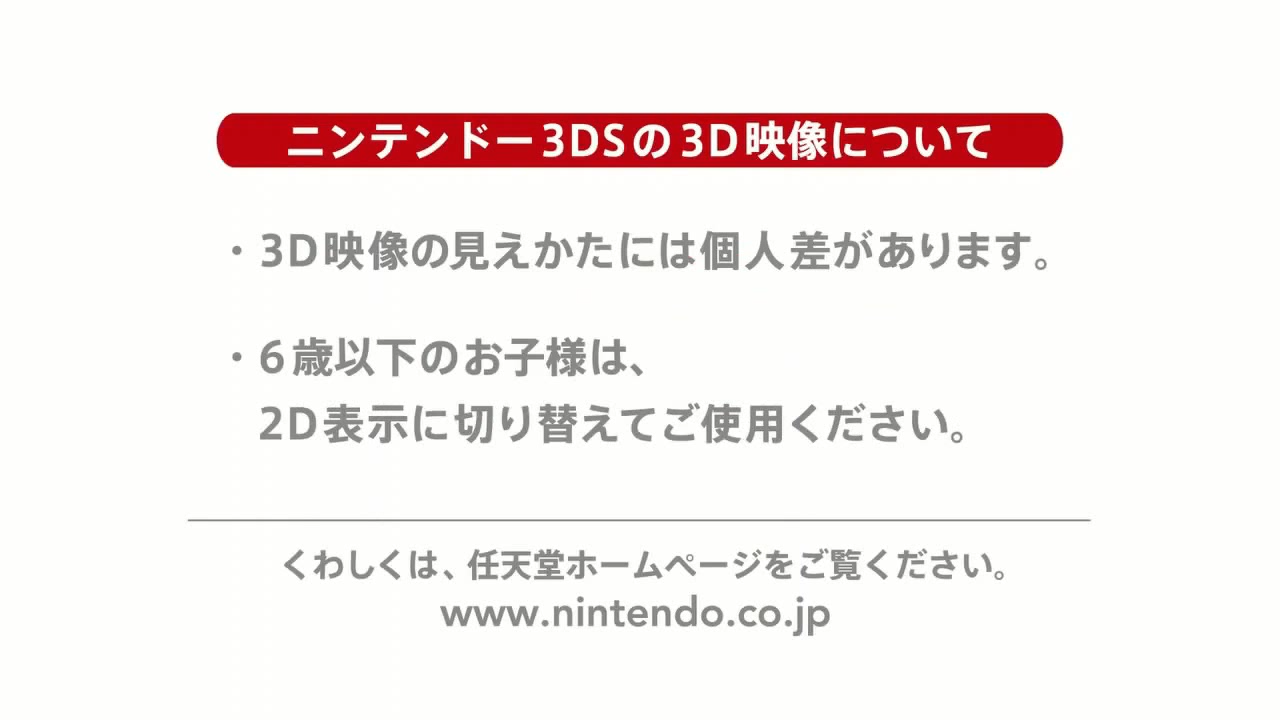 ニンテンドー3DSの3D映像について
・3D映像の見えかたには個人差があります。
・6歳以下のお子様は、
2D表示に切り替えてご使用ください。
くわしくは、任天堂ホームページをご覧ください。
www.nintendo.co.jp